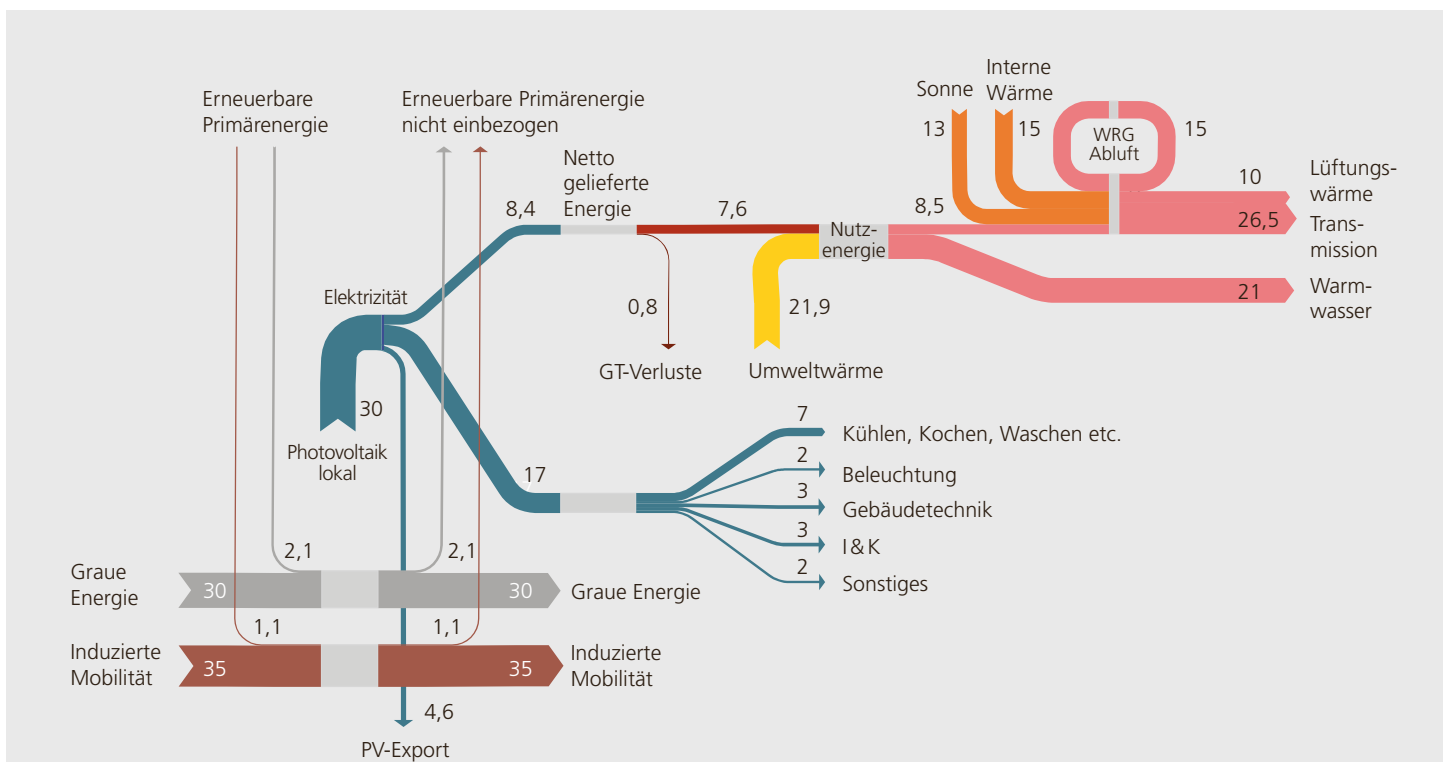 Erneuerbare
Primärenergie
Erneuerbare Primärenergie
nicht einbezogen
Sonne
Interne
Wärme
13
15
WRG
Abluft
15
Netto
gelieferte
Energie
8,4
7,6
Nutz-
energie
8,5
10
Lüftungs-
wärme
26,5
Trans-
mission
21
Warm-
wasser
Elektrizität
0,8
GT-Verluste
21,9
Umweltwärme
30
Photovoltaik
lokal
17
7
Kühlen, Kochen, Waschen etc.
2
Beleuchtung
3
Gebäudetechnik
3
I & K
2
Sonstiges
2,1
2,1
Graue
Energie
30
30
Graue Energie
1,1
1,1
Induzierte
Mobilität
35
35
Induzierte
Mobilität
4,6
PV-Export